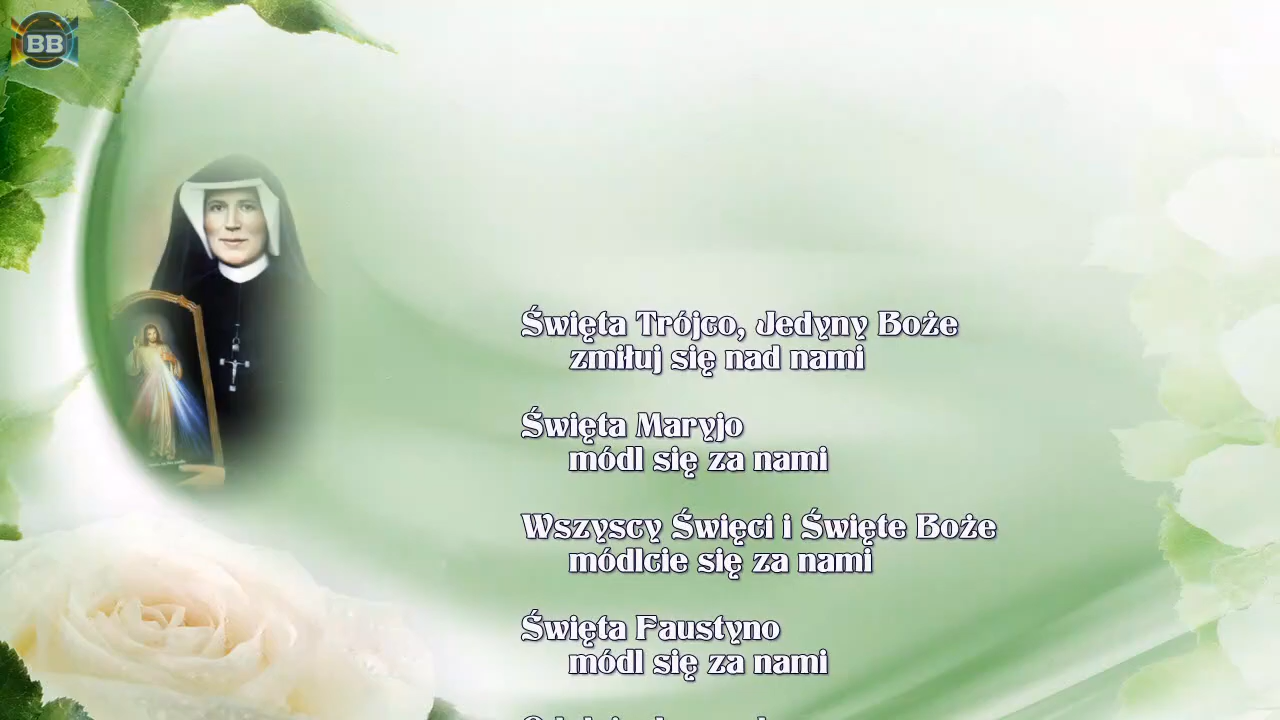 BB
Święta Trójco, Jedyny Boże
zmiłuj się nad nami
Święta Maryjo
módl się za nami
Wszyscy Święci i Święte Boże
módlcie się za nami
Święta Faustyno
módl się za nami